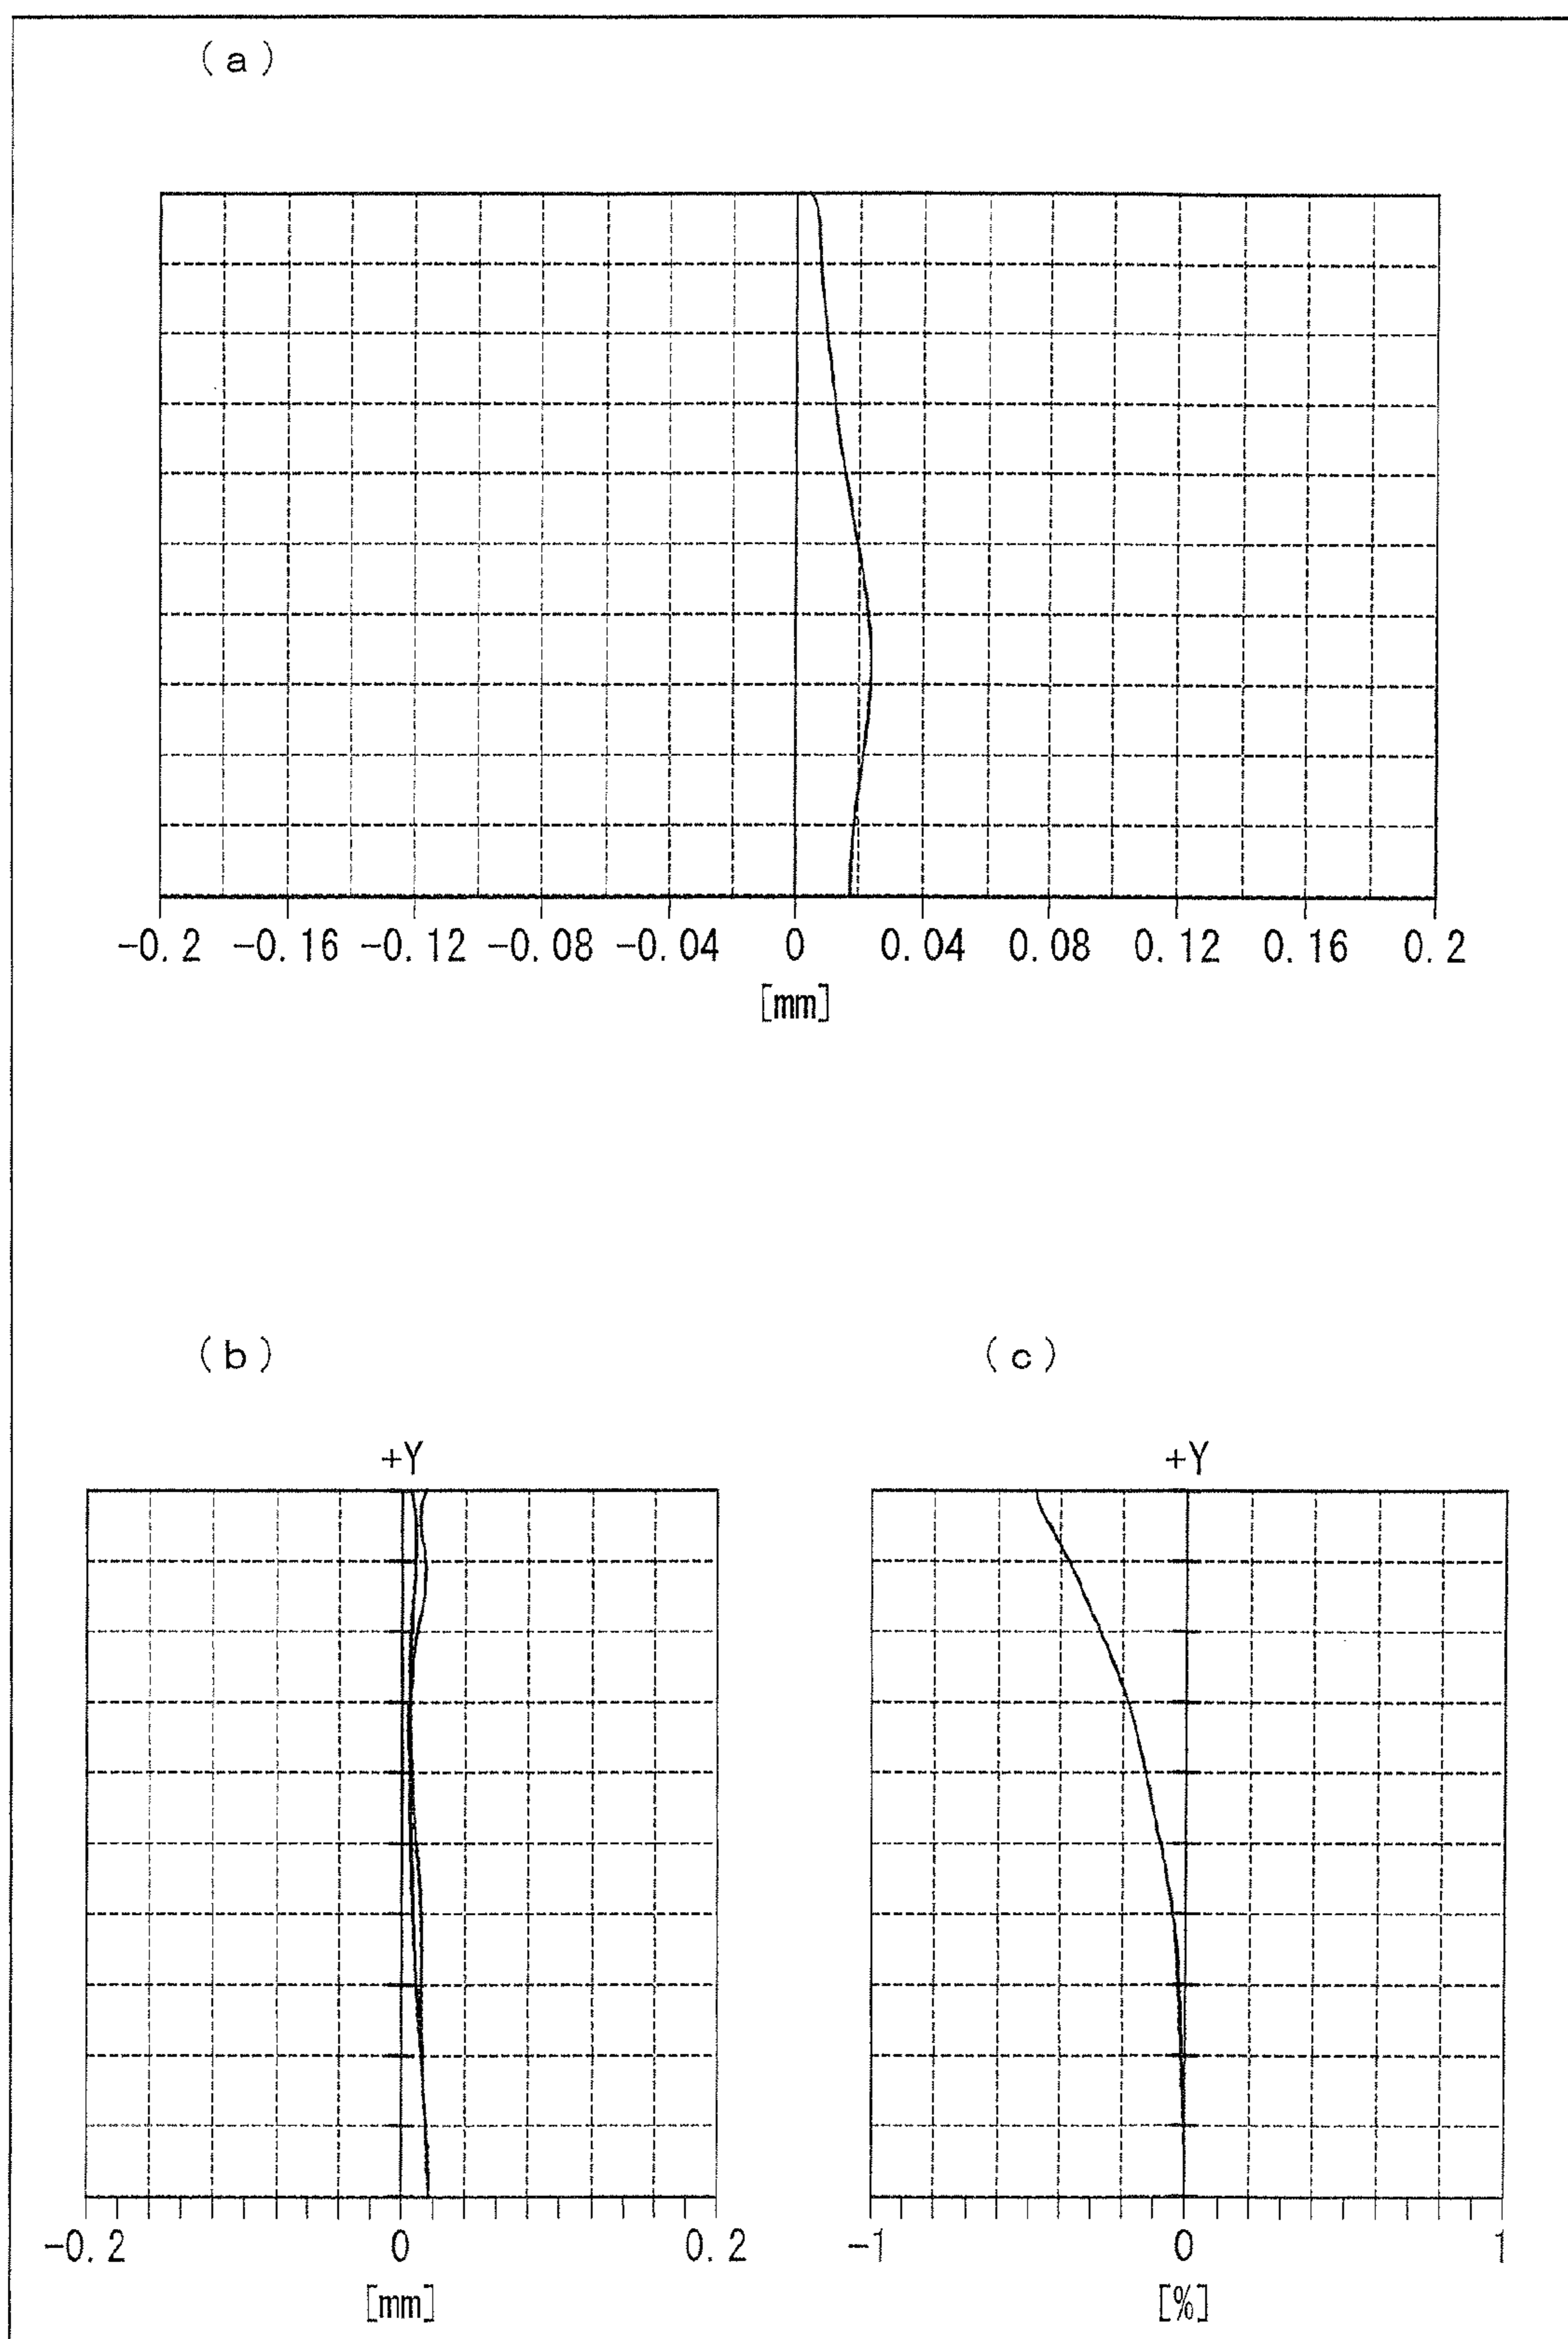 (a)
-0.2 -0.16 -0.12 -0.08 -0.04 0 0.04 0.08 0.12 0.16 0.2
[mm]
(b) (c)
+Y +Y
-0.2 0 0.2 -1 0 1
[mm] [%]